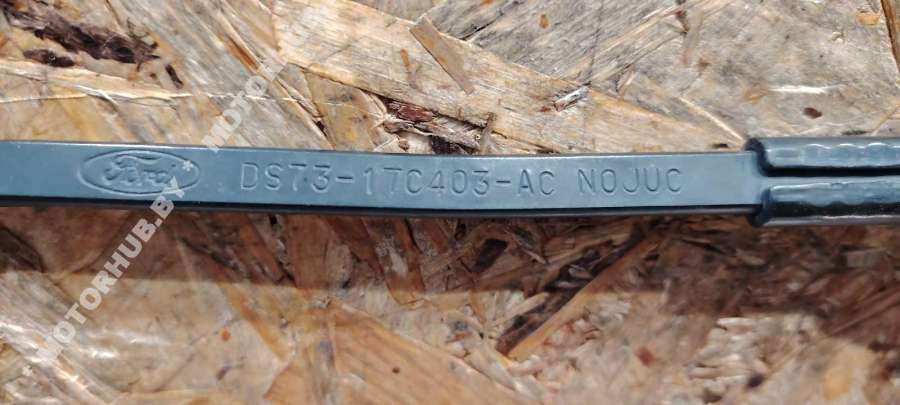 Ford DS73-17C403-AC NOJUC
MOTORHUB.BY MOTORHUB.BY